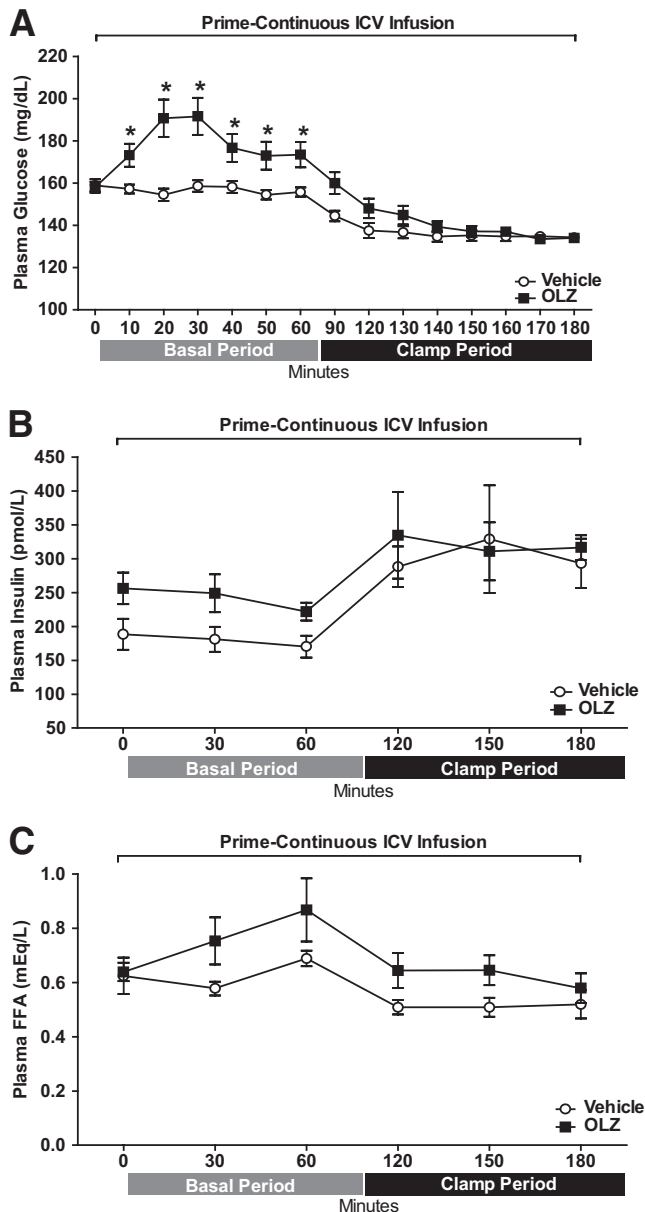 A
Prime-Continuous ICV Infusion
Plasma Glucose (mg/dL)
220
200
180
160
140
120
100
* * * * * *
Vehicle
OLZ
0 10 20 30 40 50 60 90 120 130 140 150 160 170 180
Basal Period Clamp Period
Minutes
B
Prime-Continuous ICV Infusion
Plasma Insulin (pmol/L)
450
400
350
300
250
200
150
100
50
Vehicle
OLZ
0 30 60 120 150 180
Basal Period Clamp Period
Minutes
C
Prime-Continuous ICV Infusion
Plasma FFA (mEq/L)
1.0
0.8
0.6
0.4
0.2
0.0
Vehicle
OLZ
0 30 60 120 150 180
Basal Period Clamp Period
Minutes